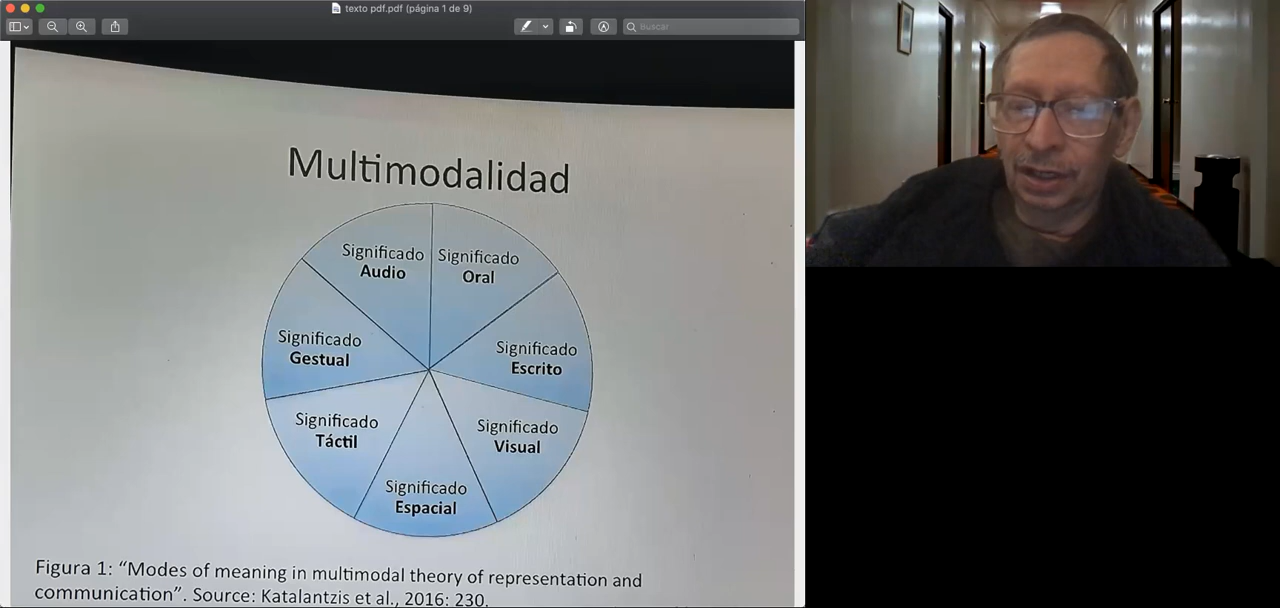 texto pdf.pdf (página 1 de 9)
Buscar
Multimodalidad
Significado
Audio
Significado
Oral
Significado
Escrito
Significado
Visual
Significado
Espacial
Significado
Táctil
Significado
Gestual
Figura 1: “Modes of meaning in multimodal theory of representation and
communication”. Source: Katalantzis et al., 2016: 230.